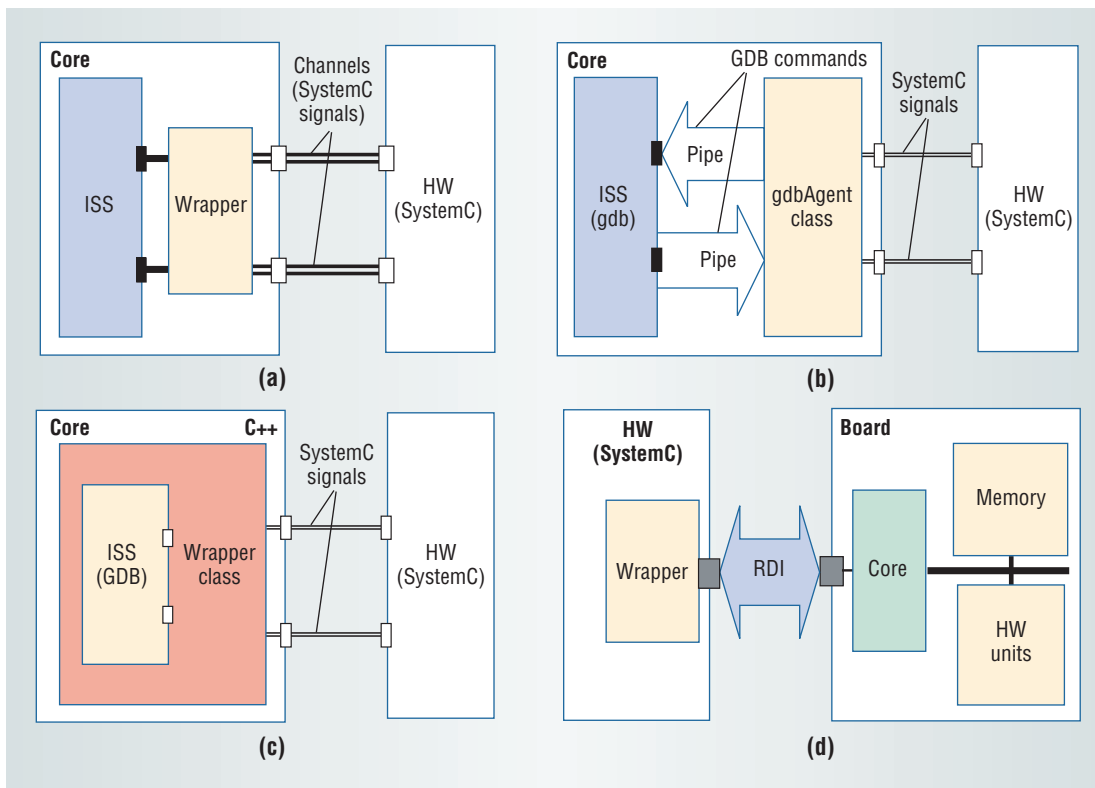 Core
Channels
(SystemC
signals)
ISS
Wrapper
HW
(SystemC)
(a)
Core
GDB commands
SystemC
signals
Pipe
ISS
(gdb)
gdbAgent
class
HW
(SystemC)
Pipe
(b)
Core
C++
SystemC
signals
ISS
(GDB)
Wrapper
class
HW
(SystemC)
(c)
HW
(SystemC)
Board
Memory
Wrapper
RDI
Core
HW
units
(d)